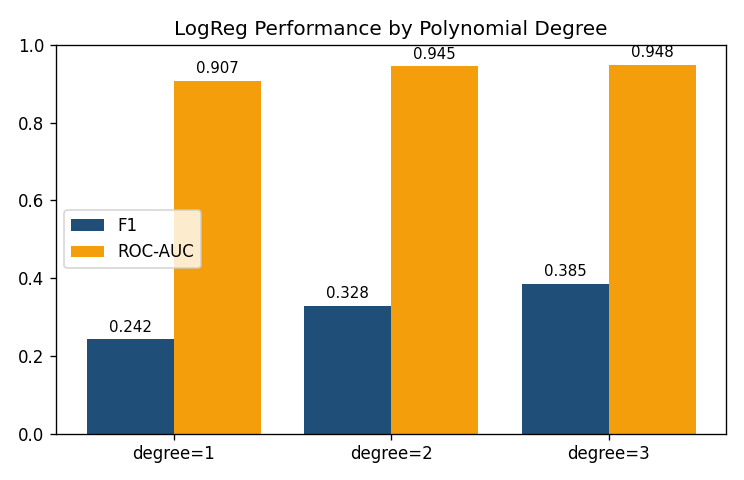 LogReg Performance by Polynomial Degree
1.0
0.8
0.6
0.4
0.2
0.0
0.907
0.945
0.948
F1
ROC-AUC
0.242
0.328
0.385
degree=1
degree=2
degree=3